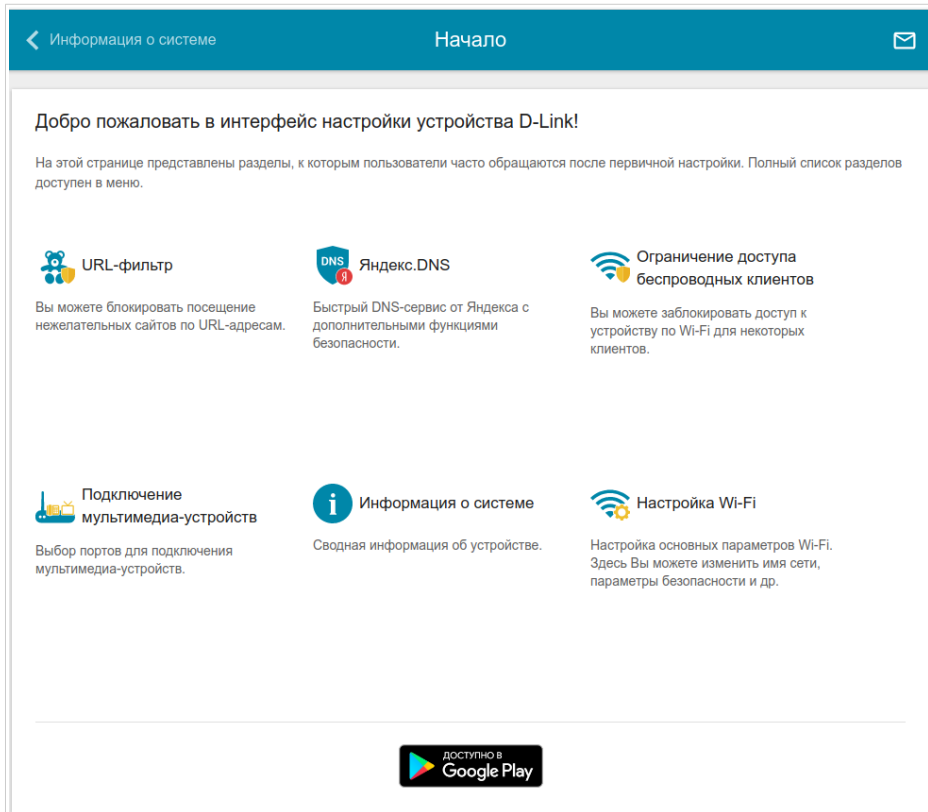 Информация о системе
Начало
Добро пожаловать в интерфейс настройки устройства D-Link!
На этой странице представлены разделы, к которым пользователи часто обращаются после первичной настройки. Полный список разделов
доступен в меню.
URL-фильтр
Вы можете блокировать посещение
нежелательных сайтов по URL-адресам.
DNS
Я
Яндекс.DNS
Быстрый DNS-сервис от Яндекса с
дополнительными функциями
безопасности.
Ограничение доступа
беспроводных клиентов
Вы можете заблокировать доступ к
устройству по Wi-Fi для некоторых
клиентов.
Подключение
мультимедиа-устройств
Выбор портов для подключения
мультимедиа-устройств.
i
Информация о системе
Сводная информация об устройстве.
Настройка Wi-Fi
Настройка основных параметров Wi-Fi.
Здесь Вы можете изменить имя сети,
параметры безопасности и др.
ДОСТУПНО В
Google Play